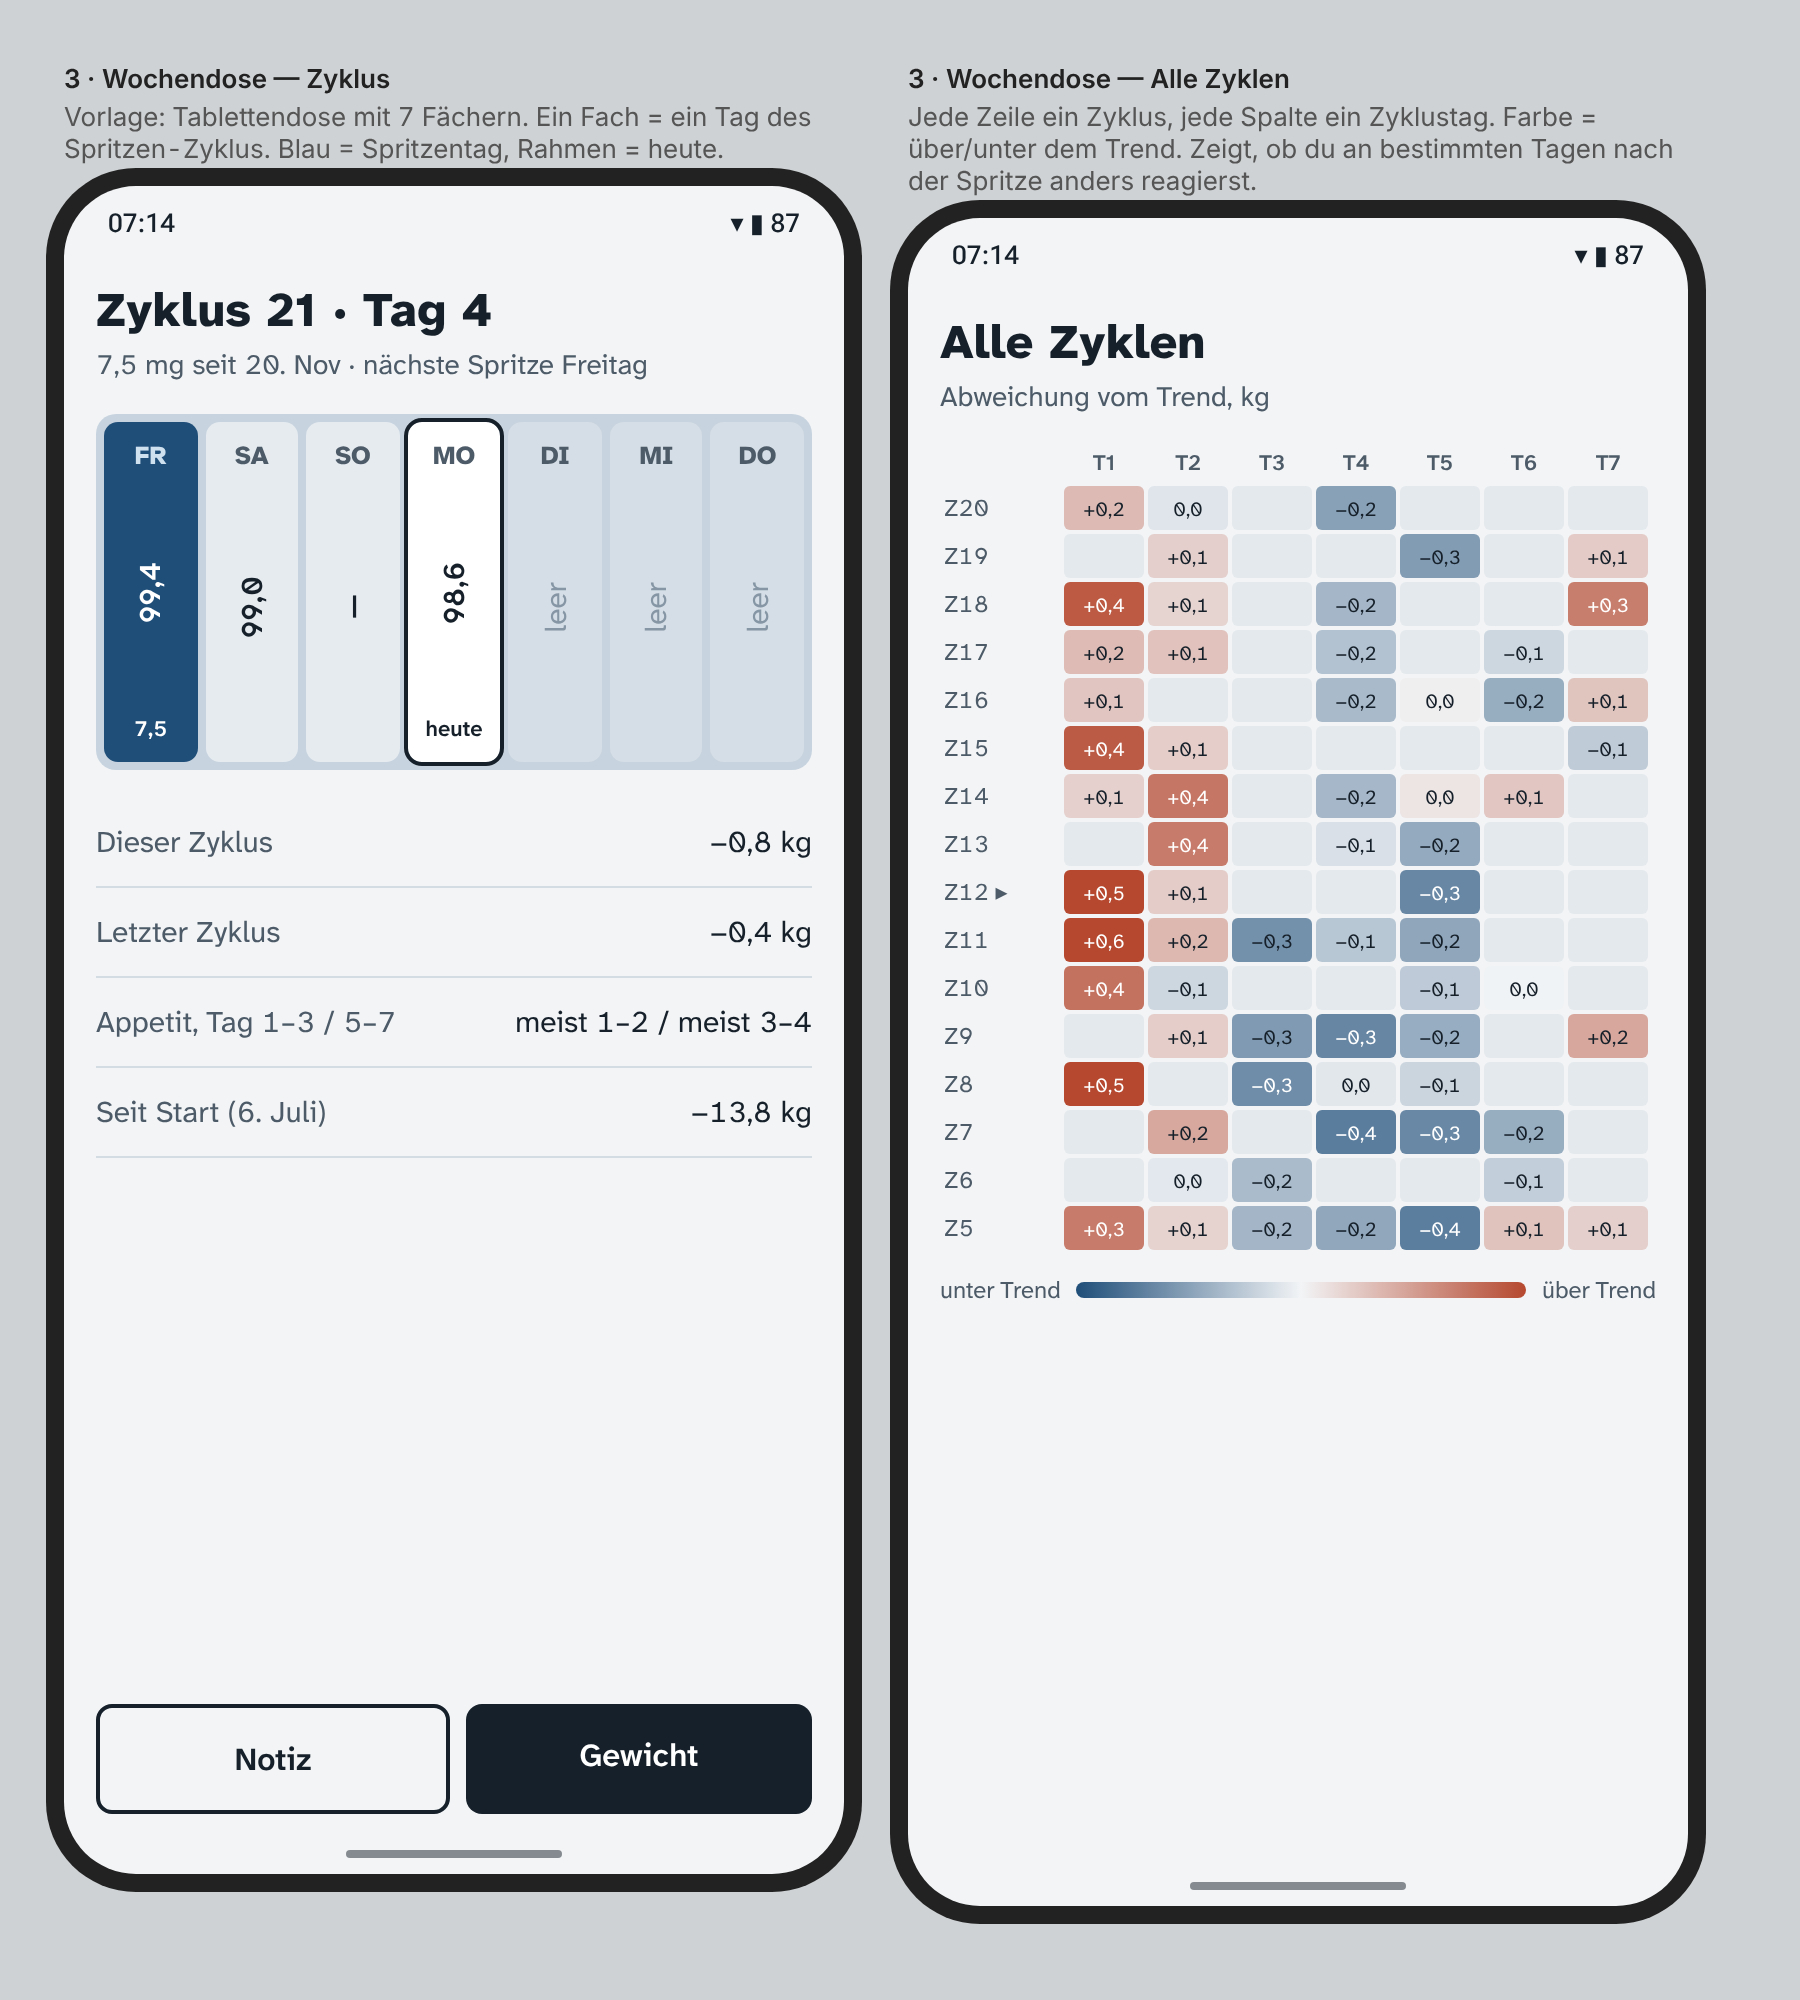 3 · Wochendose — Zyklus
Vorlage: Tablettendose mit 7 Fächern. Ein Fach = ein Tag des
Spritzen-Zyklus. Blau = Spritzentag, Rahmen = heute.
07:14 87
Zyklus 21 · Tag 4
7,5 mg seit 20. Nov · nächste Spritze Freitag
FR SA SO MO DI MI DO
99,4 99,0 – 98,6 leer leer leer
7,5 heute
Dieser Zyklus −0,8 kg
Letzter Zyklus −0,4 kg
Appetit, Tag 1–3 / 5–7 meist 1–2 / meist 3–4
Seit Start (6. Juli) −13,8 kg
Notiz Gewicht
3 · Wochendose — Alle Zyklen
Jede Zeile ein Zyklus, jede Spalte ein Zyklustag. Farbe =
über/unter dem Trend. Zeigt, ob du an bestimmten Tagen nach
der Spritze anders reagierst.
07:14 87
Alle Zyklen
Abweichung vom Trend, kg
T1 T2 T3 T4 T5 T6 T7
Z20 +0,2 0,0 −0,2
Z19 +0,1 −0,3 +0,1
Z18 +0,4 +0,1 −0,2 +0,3
Z17 +0,2 +0,1 −0,2 −0,1
Z16 +0,1 −0,2 0,0 −0,2 +0,1
Z15 +0,4 +0,1 −0,1
Z14 +0,1 +0,4 −0,2 0,0 +0,1
Z13 +0,4 −0,1 −0,2
Z12 ▸ +0,5 +0,1 −0,3
Z11 +0,6 +0,2 −0,3 −0,1 −0,2
Z10 +0,4 −0,1 −0,1 0,0
Z9 +0,1 −0,3 −0,3 −0,2 +0,2
Z8 +0,5 −0,3 0,0 −0,1
Z7 +0,2 −0,4 −0,3 −0,2
Z6 0,0 −0,2 −0,1
Z5 +0,3 +0,1 −0,2 −0,2 −0,4 +0,1 +0,1
unter Trend über Trend